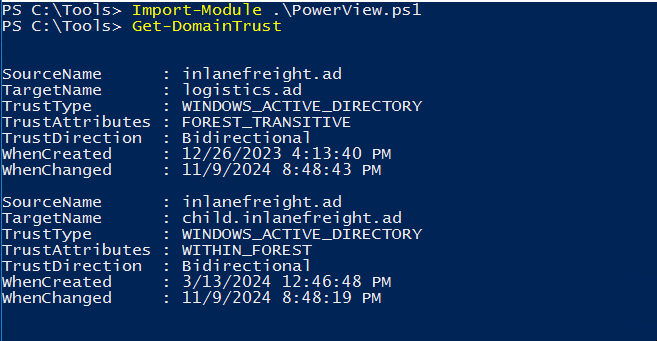 PS C:\Tools> Import-Module .\PowerView.ps1
PS C:\Tools> Get-DomainTrust
SourceName      : inlanefreight.ad
TargetName      : logistics.ad
TrustType       : WINDOWS_ACTIVE_DIRECTORY
TrustAttributes : FOREST_TRANSITIVE
TrustDirection  : Bidirectional
WhenCreated     : 12/26/2023 4:13:40 PM
WhenChanged     : 11/9/2024 8:48:43 PM
SourceName      : inlanefreight.ad
TargetName      : child.inlanefreight.ad
TrustType       : WINDOWS_ACTIVE_DIRECTORY
TrustAttributes : WITHIN_FOREST
TrustDirection  : Bidirectional
WhenCreated     : 3/13/2024 12:46:48 PM
WhenChanged     : 11/9/2024 8:48:19 PM